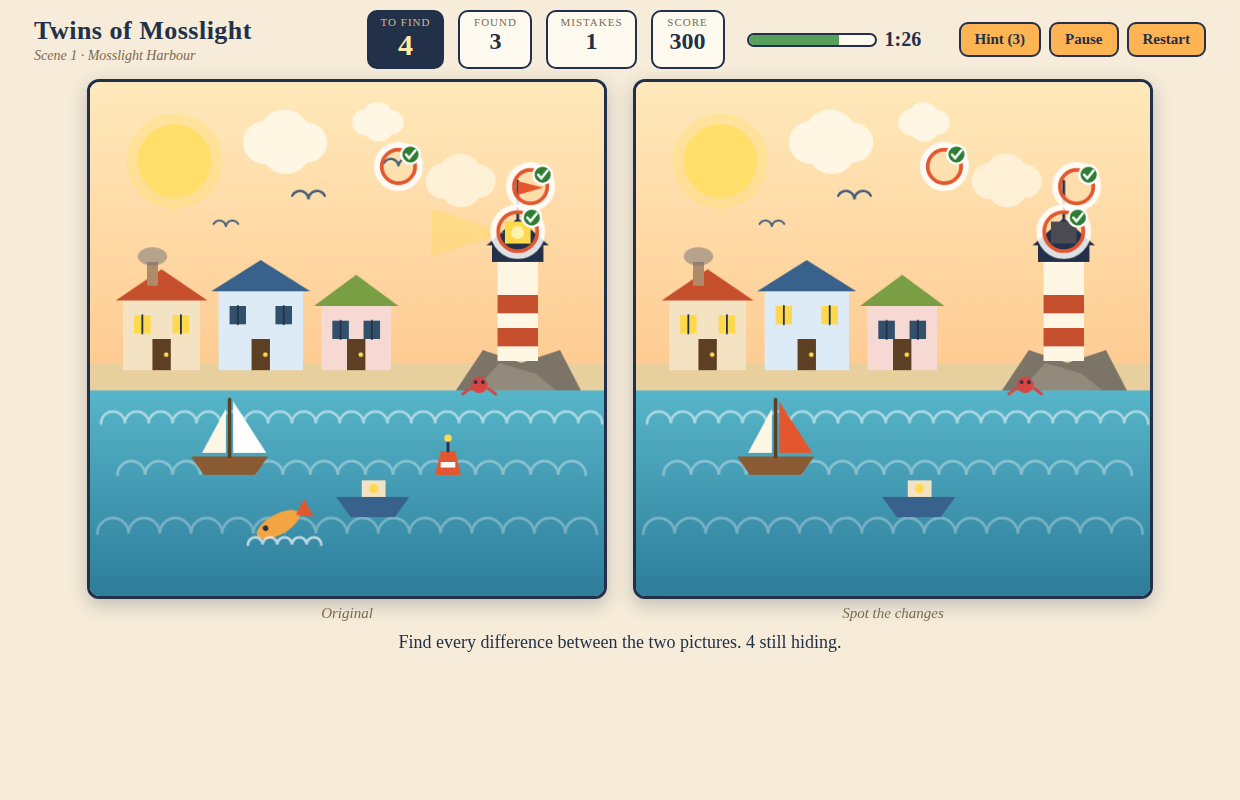 Twins of Mosslight
Scene 1 · Mosslight Harbour
TO FIND
4
FOUND
3
MISTAKES
1
SCORE
300
1:26
Hint (3)
Pause
Restart
Original
Spot the changes
Find every difference between the two pictures. 4 still hiding.